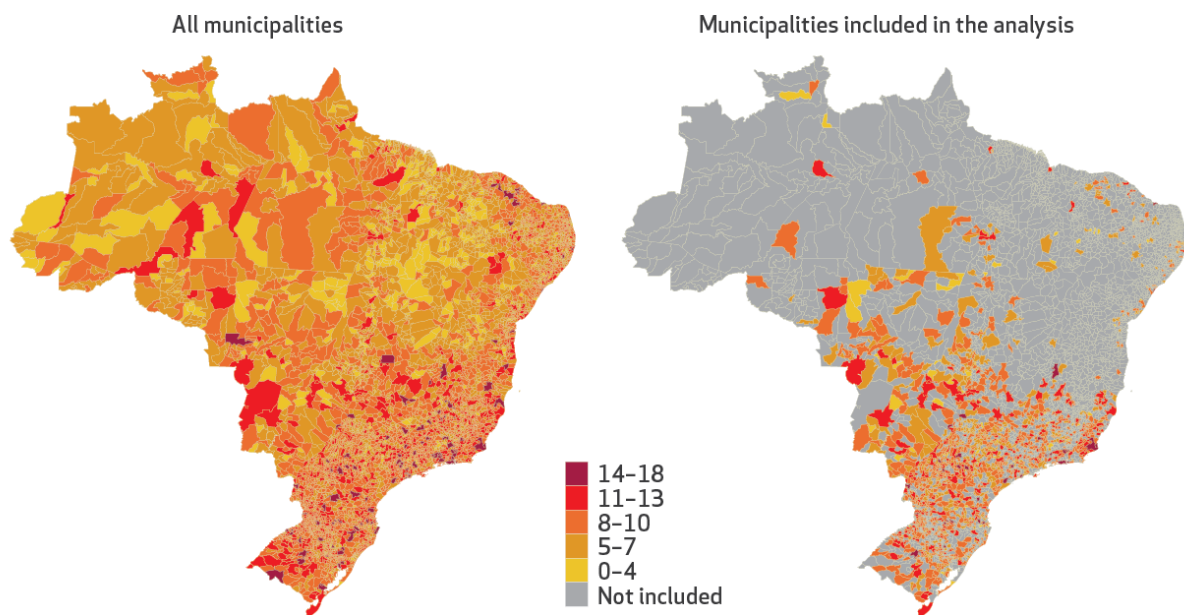 All municipalities
Municipalities included in the analysis
14–18
11–13
8–10
5–7
0–4
Not included